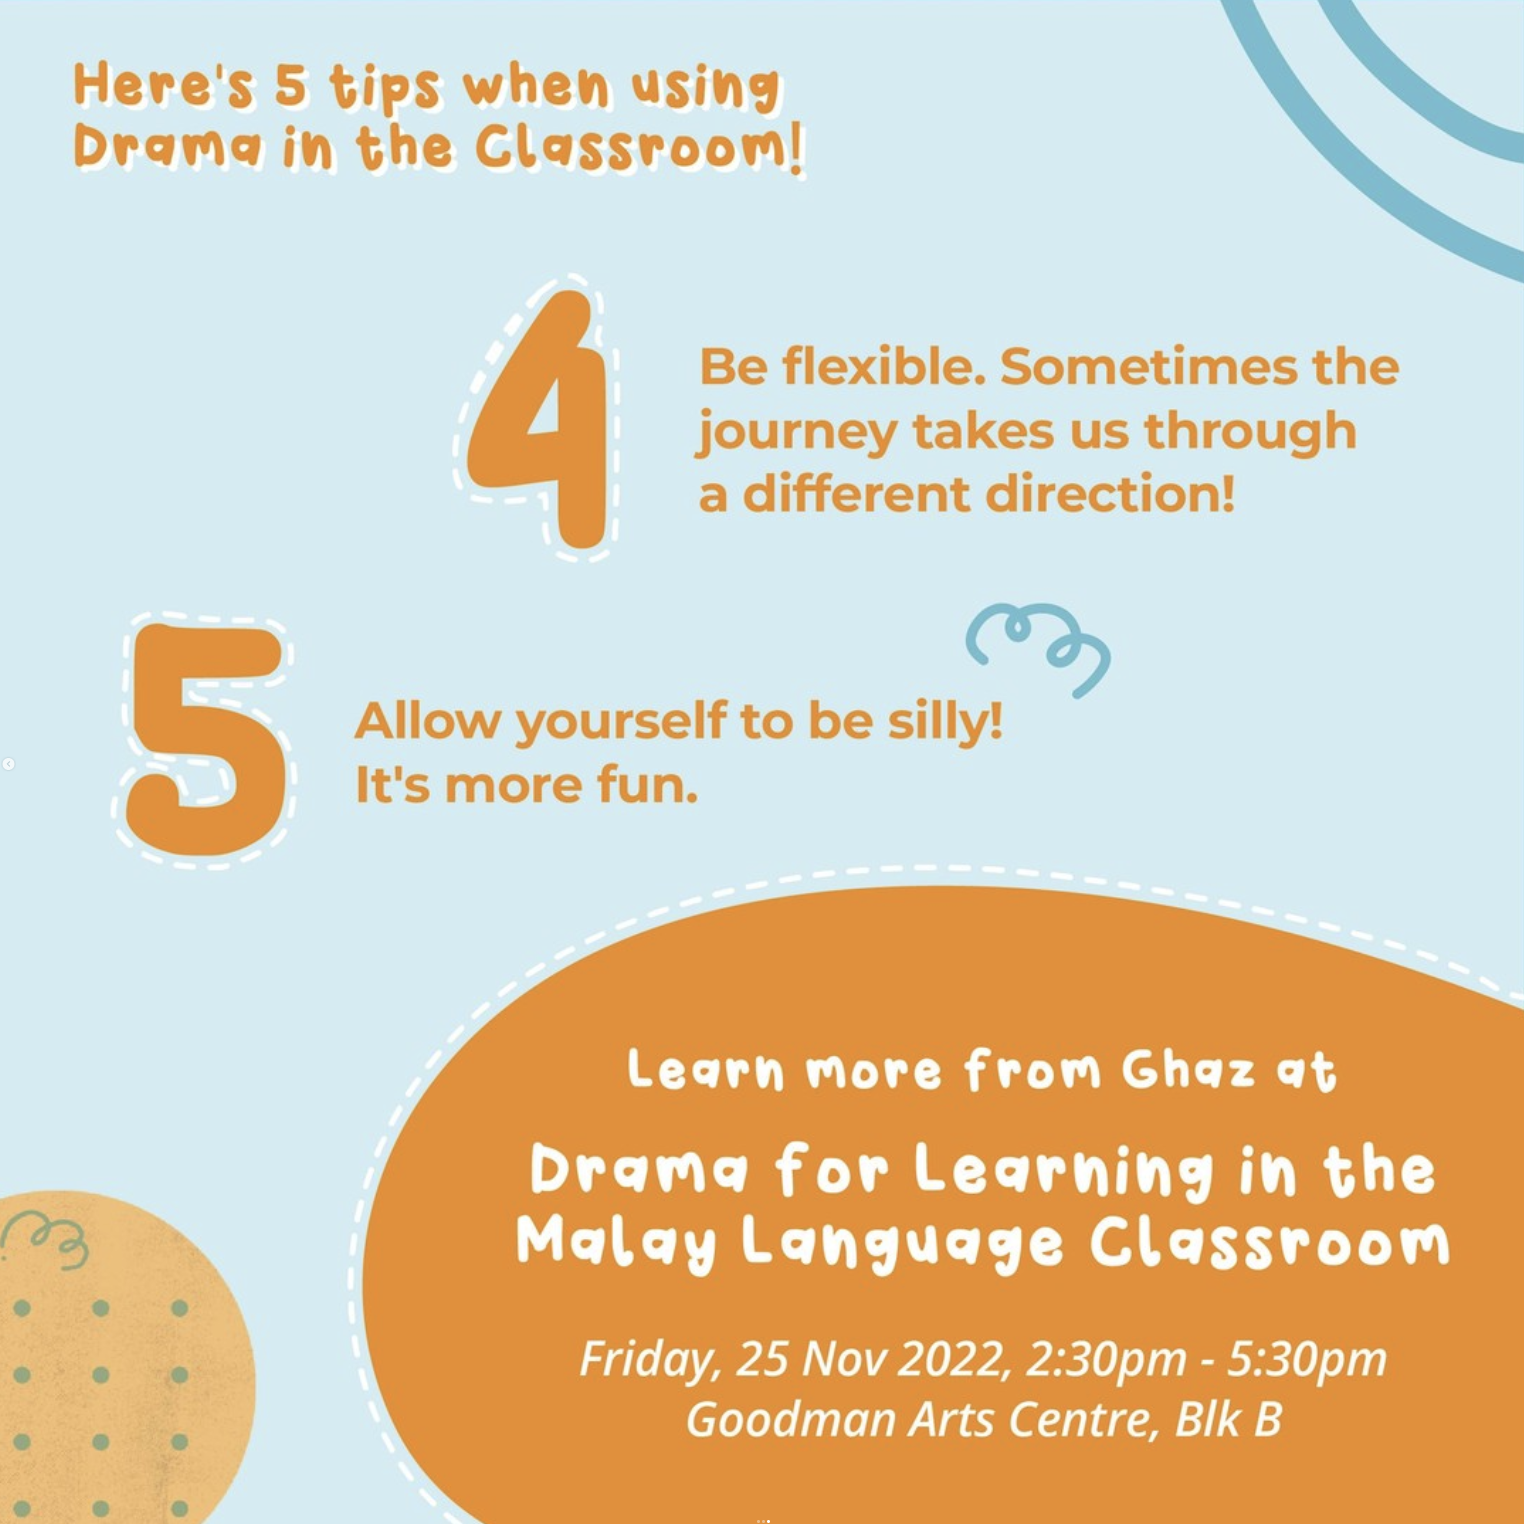 Here's 5 tips when using
Drama in the Classroom!
4
Be flexible. Sometimes the
journey takes us through
a different direction!
5
Allow yourself to be silly!
It's more fun.
Learn more from Ghaz at
Drama for Learning in the
Malay Language Classroom
Friday, 25 Nov 2022, 2:30pm - 5:30pm
Goodman Arts Centre, Blk B